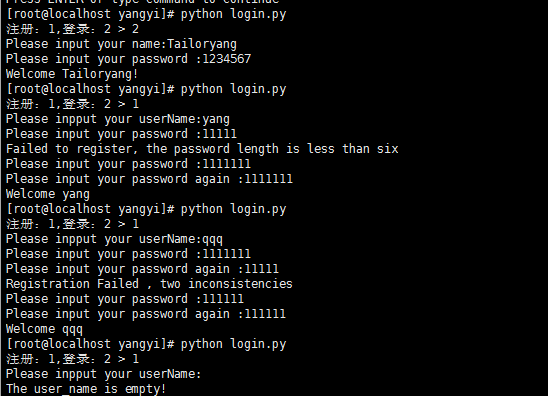 Press ENTER or type command to continue
[root@localhost yangyi]# python login.py
注册: 1,登录: 2 > 2
Please input your name:Tailoryang
Please input your password :1234567
Welcome Tailoryang!
[root@localhost yangyi]# python login.py
注册: 1,登录: 2 > 1
Please inpput your userName:yang
Please input your password :11111
Failed to register, the password length is less than six
Please input your password :1111111
Please input your password again :1111111
Welcome yang
[root@localhost yangyi]# python login.py
注册: 1,登录: 2 > 1
Please inpput your userName:qqq
Please input your password :1111111
Please input your password again :11111
Registration Failed , two inconsistencies
Please input your password :111111
Please input your password again :111111
Welcome qqq
[root@localhost yangyi]# python login.py
注册: 1,登录: 2 > 1
Please inpput your userName:
The user_name is empty!